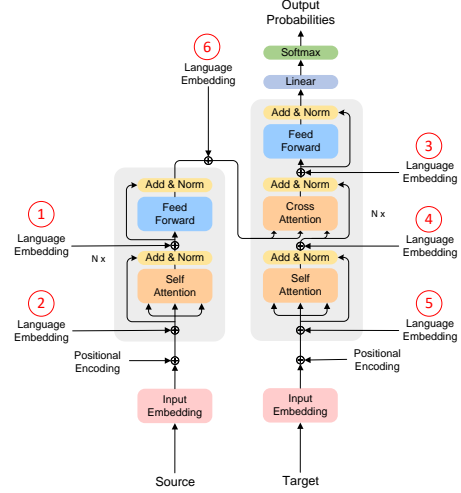 Output
Probabilities
Softmax
Linear
Add & Norm
Feed
Forward
3
Language
Embedding
Add & Norm
Cross
Attention
N x
4
Language
Embedding
Add & Norm
Self
Attention
5
Language
Embedding
Positional
Encoding
Input
Embedding
Target
6
Language
Embedding
Add & Norm
Feed
Forward
1
Language
Embedding
N x
Add & Norm
Self
Attention
2
Language
Embedding
Positional
Encoding
Input
Embedding
Source